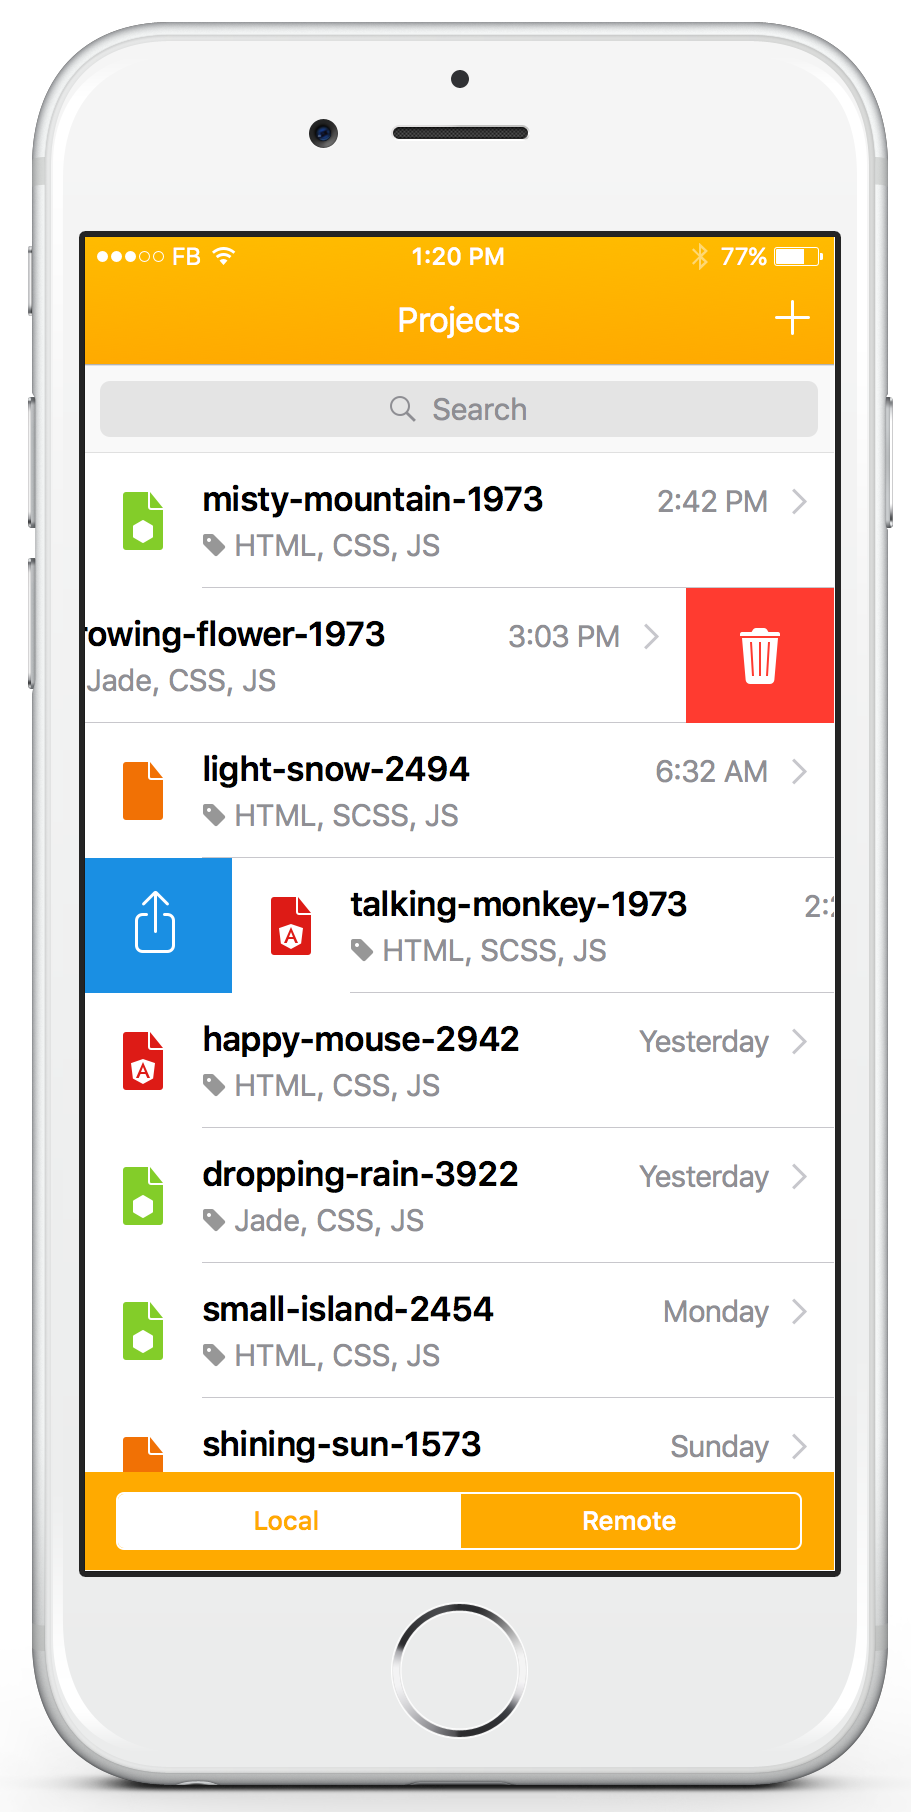 FB 1:20 PM 77%
Projects
Search
misty-mountain-1973 2:42 PM
HTML, CSS, JS
rowing-flower-1973 3:03 PM
Jade, CSS, JS
light-snow-2494 6:32 AM
HTML, SCSS, JS
talking-monkey-1973
HTML, SCSS, JS
happy-mouse-2942 Yesterday
HTML, CSS, JS
dropping-rain-3922 Yesterday
Jade, CSS, JS
small-island-2454 Monday
HTML, CSS, JS
shining-sun-1573 Sunday
Local Remote